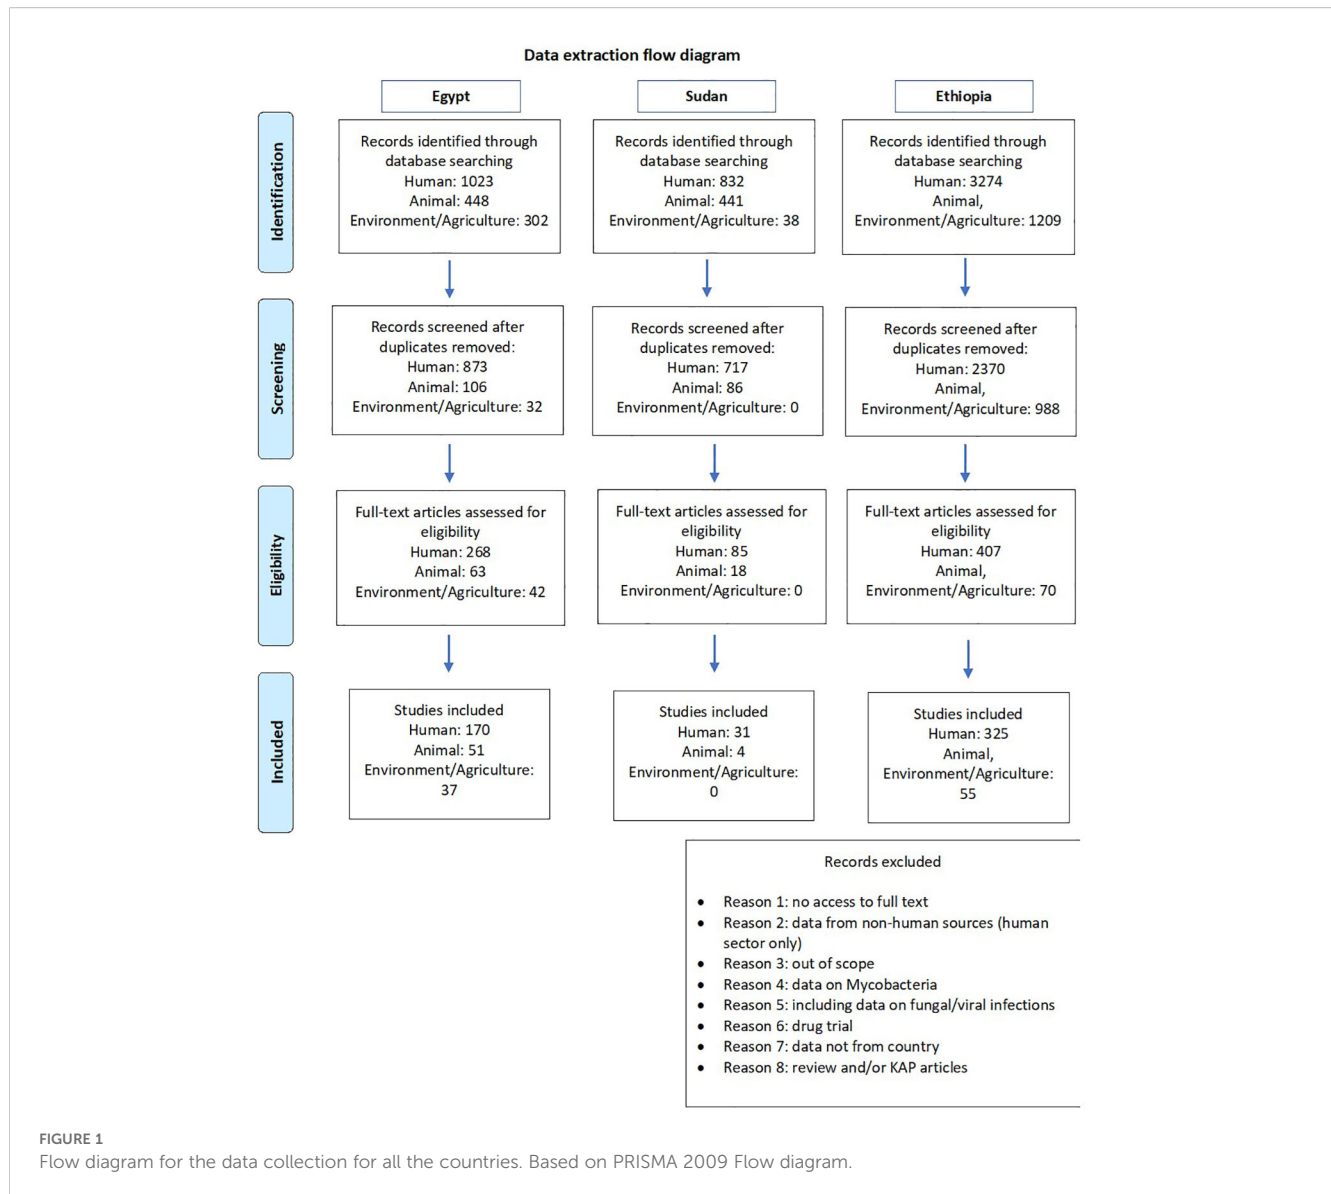 Data extraction flow diagram
Egypt
Sudan
Ethiopia
Identification
Records identified through
database searching
Human: 1023
Animal: 448
Environment/Agriculture: 302
Records identified through
database searching
Human: 832
Animal: 441
Environment/Agriculture: 38
Records identified through
database searching
Human: 3274
Animal,
Environment/Agriculture: 1209
Screening
Records screened after
duplicates removed:
Human: 873
Animal: 106
Environment/Agriculture: 32
Records screened after
duplicates removed:
Human: 717
Animal: 86
Environment/Agriculture: 0
Records screened after
duplicates removed:
Human: 2370
Animal,
Environment/Agriculture: 988
Eligibility
Full-text articles assessed for
eligibility
Human: 268
Animal: 63
Environment/Agriculture: 42
Full-text articles assessed for
eligibility
Human: 85
Animal: 18
Environment/Agriculture: 0
Full-text articles assessed for
eligibility
Human: 407
Animal,
Environment/Agriculture: 70
Included
Studies included
Human: 170
Animal: 51
Environment/Agriculture:
37
Studies included
Human: 31
Animal: 4
Environment/Agriculture:
0
Studies included
Human: 325
Animal,
Environment/Agriculture:
55
Records excluded
• Reason 1: no access to full text
• Reason 2: data from non-human sources (human
sector only)
• Reason 3: out of scope
• Reason 4: data on Mycobacteria
• Reason 5: including data on fungal/viral infections
• Reason 6: drug trial
• Reason 7: data not from country
• Reason 8: review and/or KAP articles
FIGURE 1
Flow diagram for the data collection for all the countries. Based on PRISMA 2009 Flow diagram.